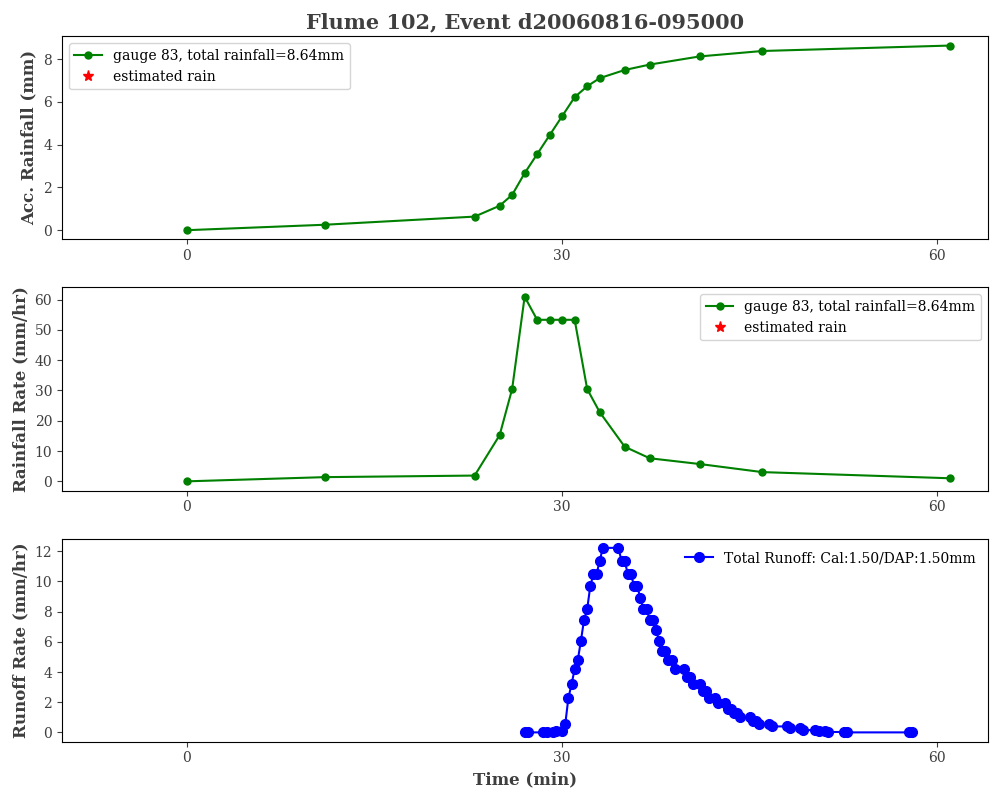 Flume 102, Event d20060816-095000
Acc. Rainfall (mm)
8
6
4
2
0
gauge 83, total rainfall=8.64mm
estimated rain
0 30 60
Rainfall Rate (mm/hr)
60
50
40
30
20
10
0
gauge 83, total rainfall=8.64mm
estimated rain
0 30 60
Runoff Rate (mm/hr)
12
10
8
6
4
2
0
Total Runoff: Cal:1.50/DAP:1.50mm
0 30 60
Time (min)